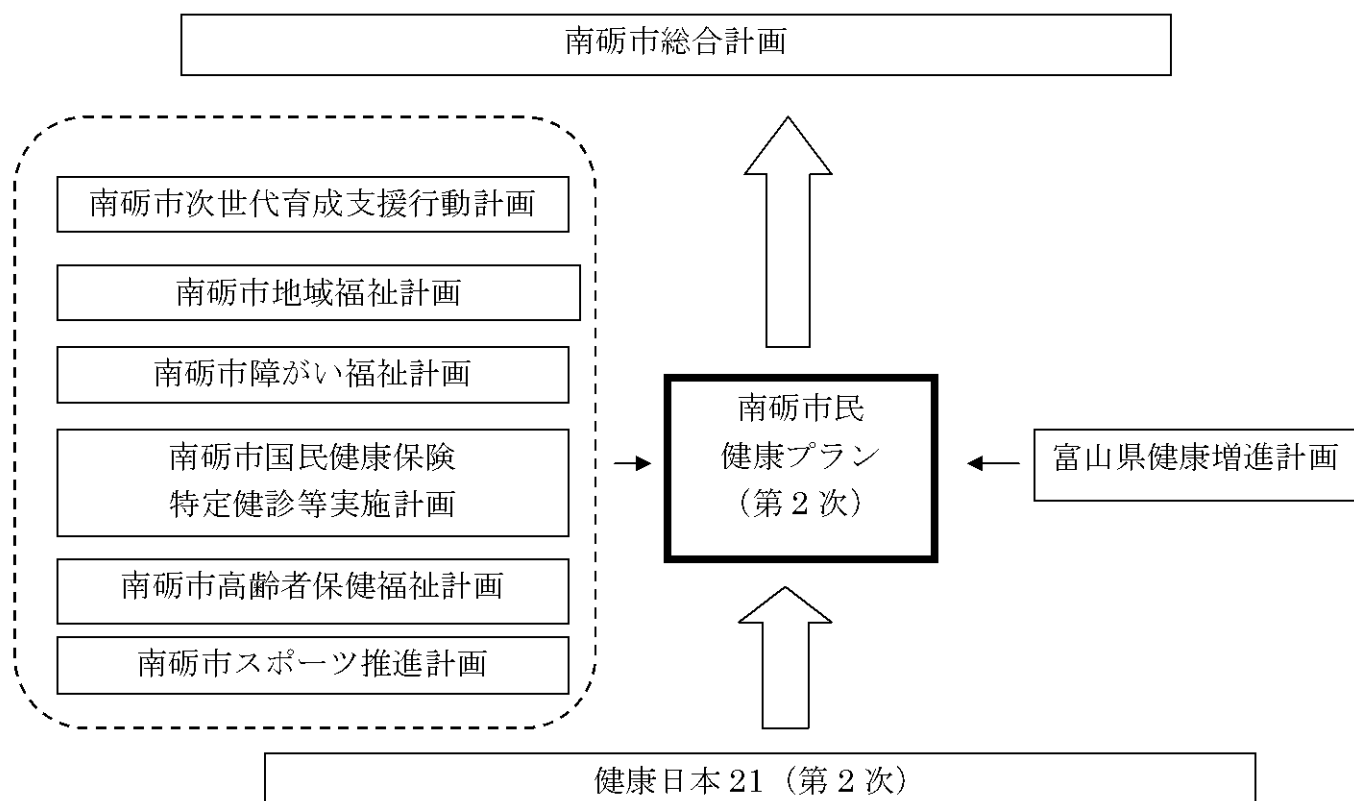 南砺市総合計画
南砺市次世代育成支援行動計画
南砺市地域福祉計画
南砺市障がい福祉計画
南砺市国民健康保険
特定健診等実施計画
南砺市高齢者保健福祉計画
南砺市スポーツ推進計画
南砺市民
健康プラン
（第２次）
富山県健康増進計画
健康日本 21（第２次）